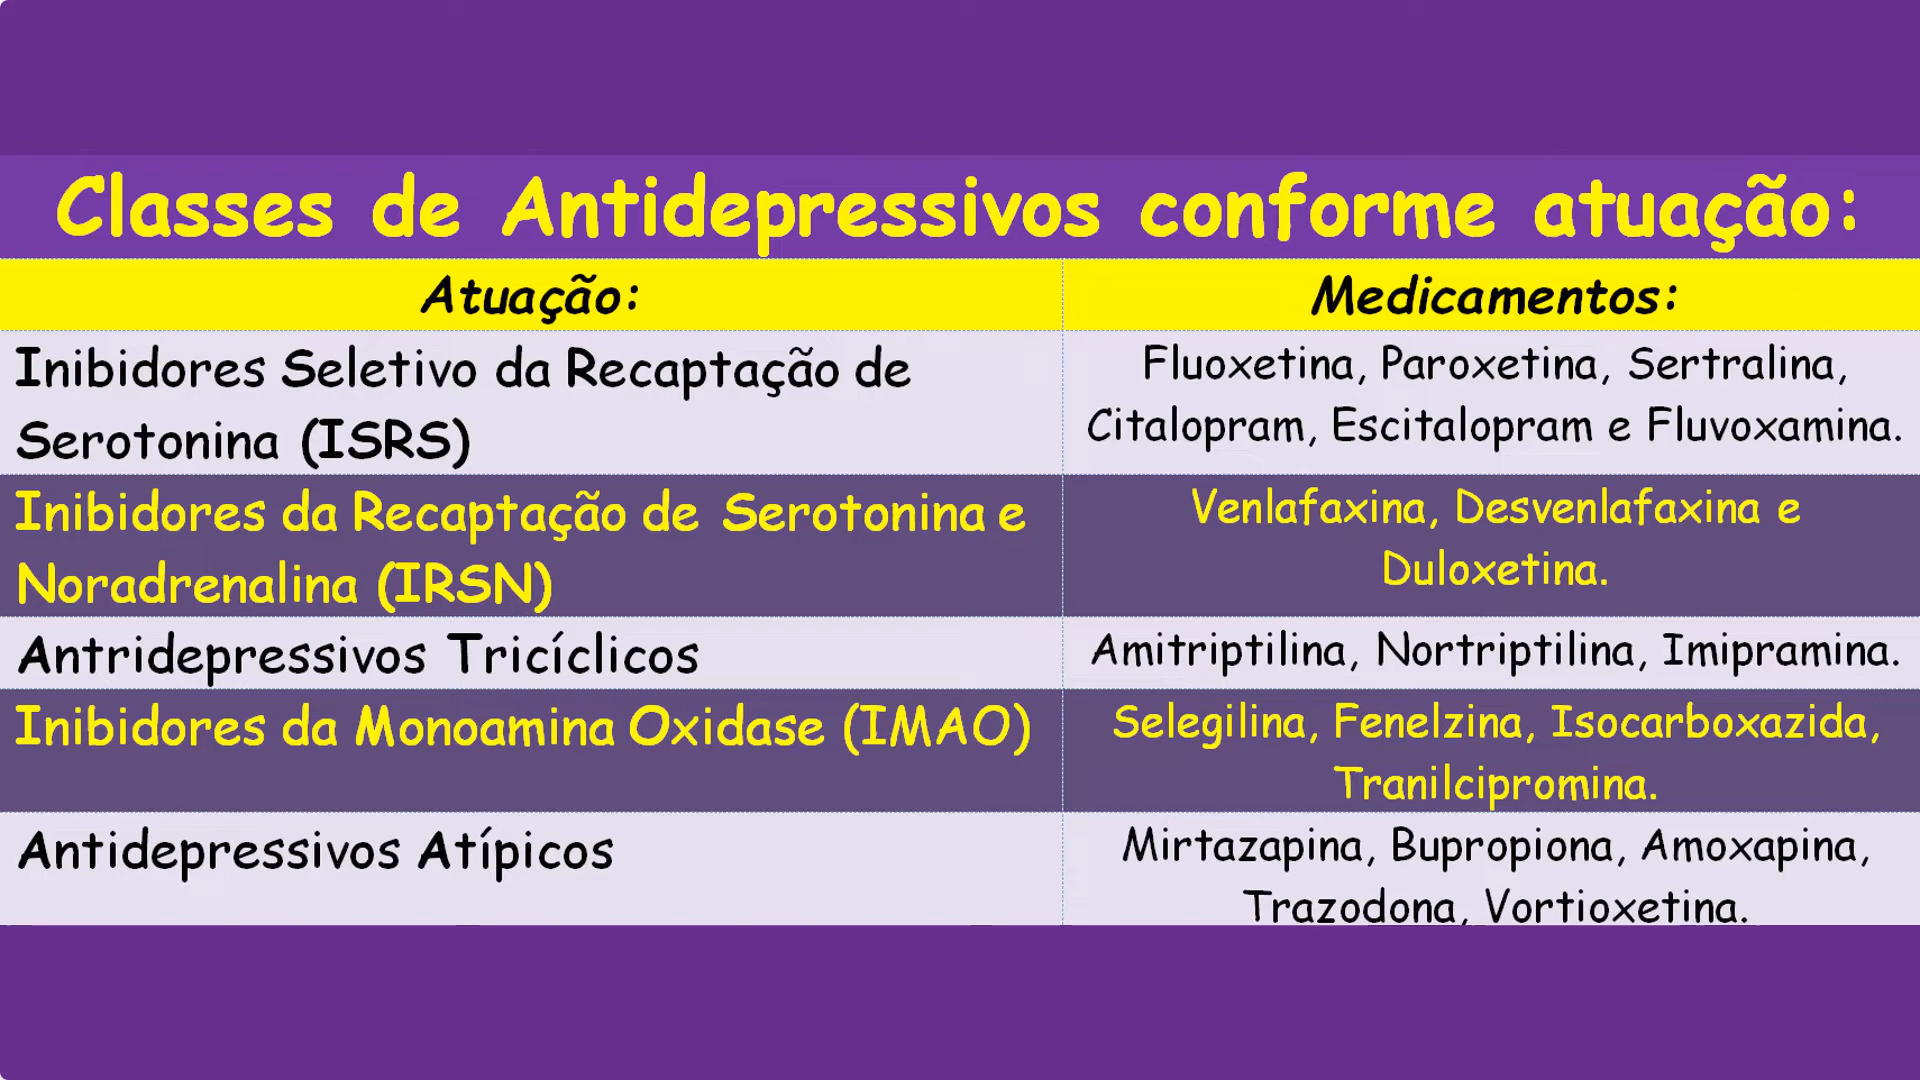 Classes de Antidepressivos conforme atuação:
Atuação:
Medicamentos:
Inibidores Seletivo da Recaptação de
Serotonina (ISRS)
Fluoxetina, Paroxetina, Sertralina,
Citalopram, Escitalopram e Fluvoxamina.
Inibidores da Recaptação de Serotonina e
Noradrenalina (IRSN)
Venlafaxina, Desvenlafaxina e
Duloxetina.
Antridepressivos Tricíclicos
Amitriptilina, Nortriptilina, Imipramina.
Inibidores da Monoamina Oxidase (IMAO)
Selegilina, Fenelzina, Isocarboxazida,
Tranilcipromina.
Antidepressivos Atípicos
Mirtazapina, Bupropiona, Amoxapina,
Trazodona, Vortioxetina.